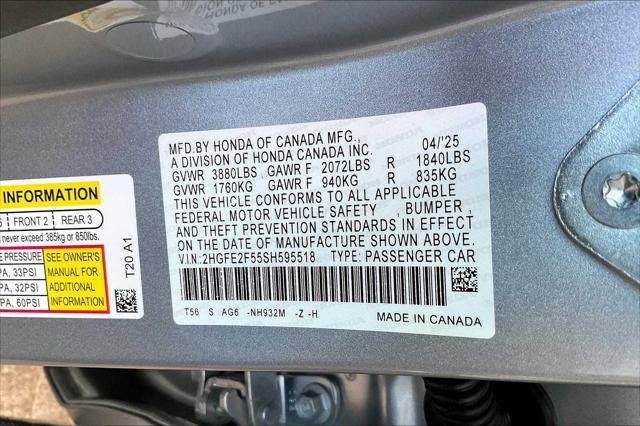 MFD.BY HONDA OF CANADA MFG., 04/'25
A DIVISION OF HONDA CANADA INC.
GVWR 3880LBS GAWR F 2072LBS R 1840LBS
GVWR 1760KG GAWR F 940KG R 835KG
THIS VEHICLE CONFORMS TO ALL APPLICABLE
FEDERAL MOTOR VEHICLE SAFETY , BUMPER ,
AND THEFT PREVENTION STANDARDS IN EFFECT
ON THE DATE OF MANUFACTURE SHOWN ABOVE.
V.I.N.:2HGFE2F55SH595518 TYPE: PASSENGER CAR
T56 S AG6 -NH932M -Z -H
MADE IN CANADA
INFORMATION
FRONT 2 REAR 3
never exceed 385kg or 850lbs.
PRESSURE
PA, 33PSI
PA, 32PSI
PA, 60PSI
SEE OWNER'S
MANUAL FOR
ADDITIONAL
INFORMATION
T20 A1